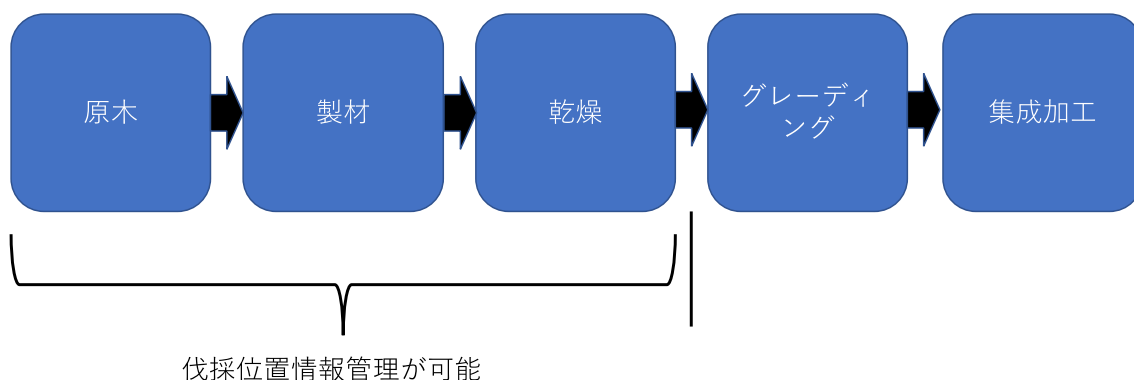 原木
製材
乾燥
グレーディ
ング
集成加工
伐採位置情報管理が可能